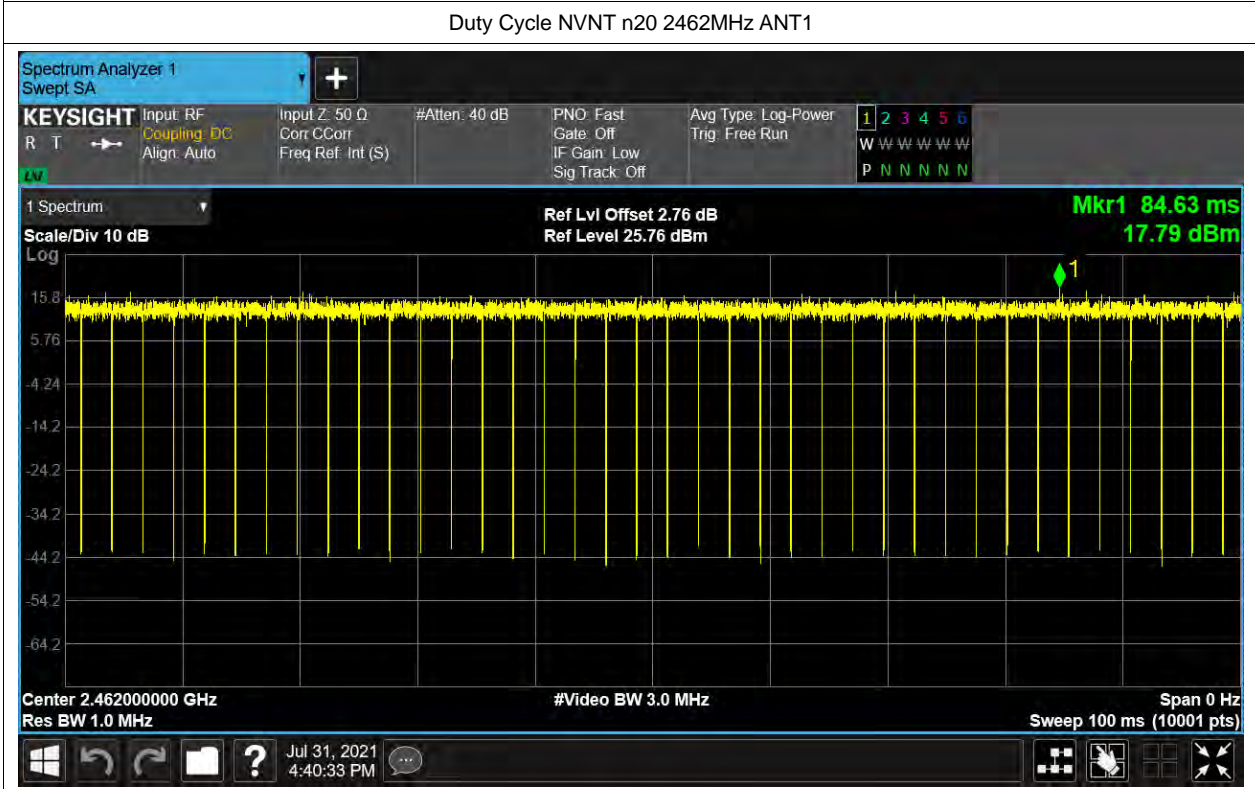 Duty Cycle NVNT n20 2462MHz ANT1
Spectrum Analyzer 1
Swept SA
+
KEYSIGHT
R T
Input: RF
Coupling: DC
Align: Auto
Input Z: 50 Ω
Corr CCorr
Freq Ref: Int (S)
#Atten: 40 dB
PNO: Fast
Gate: Off
IF Gain: Low
Sig Track: Off
Avg Type: Log-Power
Trig: Free Run
1 2 3 4 5 6
W W W W W W
P N N N N N
1 Spectrum
Scale/Div 10 dB
Ref Lvl Offset 2.76 dB
Ref Level 25.76 dBm
Mkr1 84.63 ms
17.79 dBm
Log
1
15.8
5.76
-4.24
-14.2
-24.2
-34.2
-44.2
-54.2
-64.2
Center 2.462000000 GHz
Res BW 1.0 MHz
#Video BW 3.0 MHz
Span 0 Hz
Sweep 100 ms (10001 pts)
?
Jul 31, 2021
4:40:33 PM